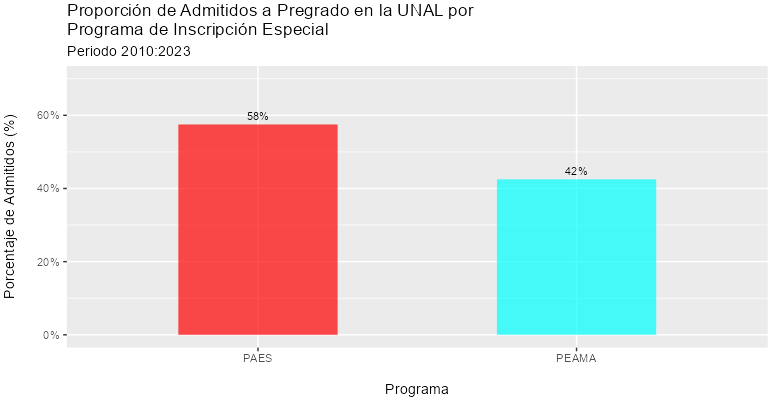 Proporción de Admitidos a Pregrado en la UNAL por
Programa de Inscripción Especial
Periodo 2010:2023
Porcentaje de Admitidos (%)
60%
40%
20%
0%
58%
42%
PAES
PEAMA
Programa